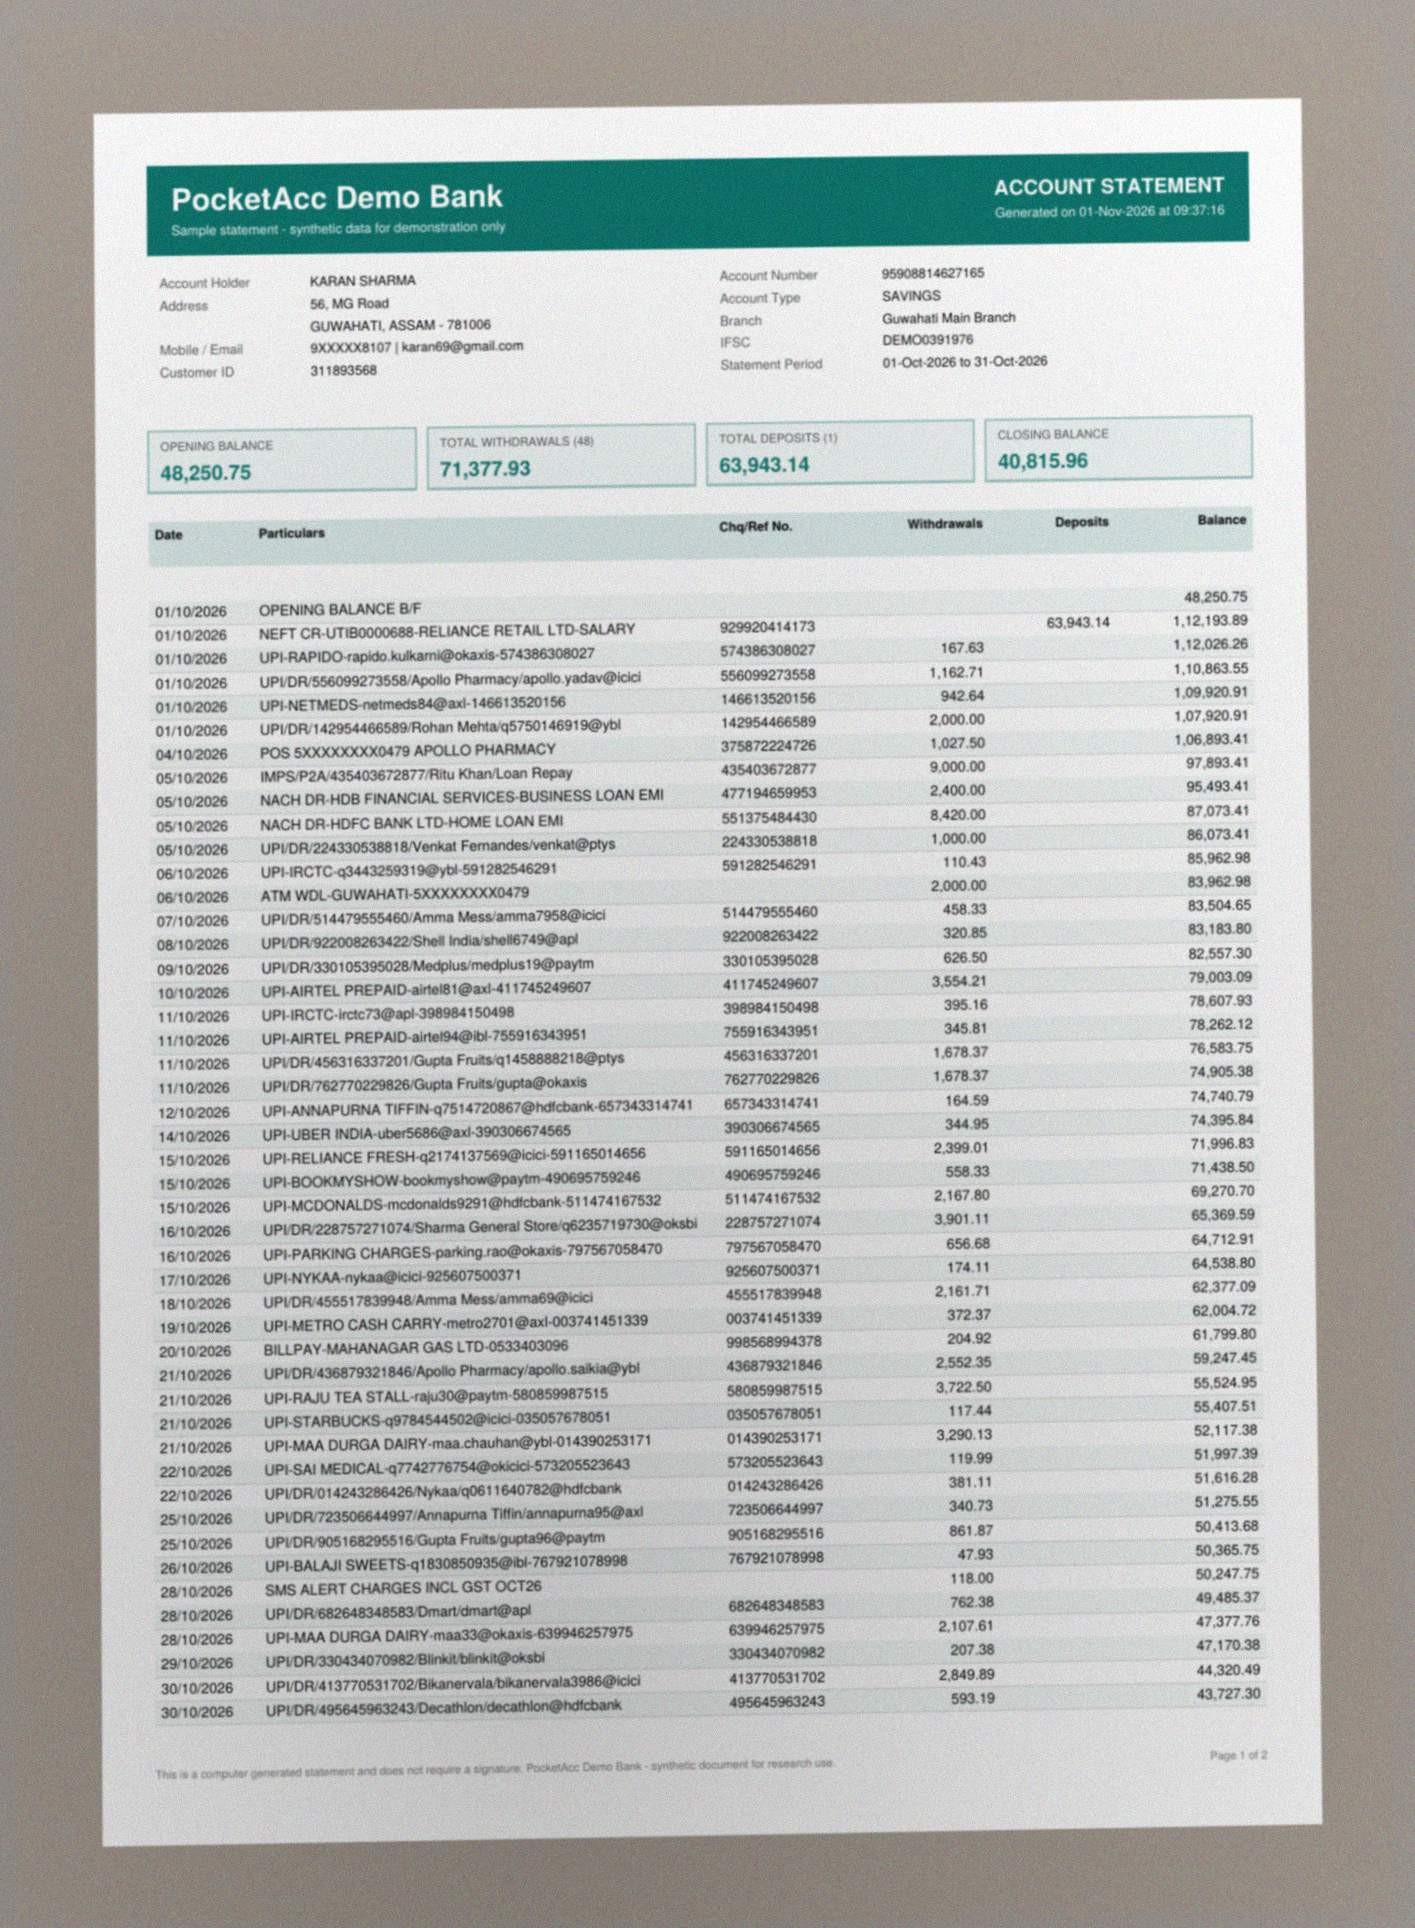 PocketAcc Demo Bank
Sample statement - synthetic data for demonstration only
ACCOUNT STATEMENT
Generated on 01-Nov-2026 at 09:37:16
Account Holder KARAN SHARMA
Address 56, MG Road
GUWAHATI, ASSAM - 781006
Mobile / Email 9XXXXX8107 | karan69@gmail.com
Customer ID 311893568
Account Number 95908814627165
Account Type SAVINGS
Branch Guwahati Main Branch
IFSC DEMO0391976
Statement Period 01-Oct-2026 to 31-Oct-2026
OPENING BALANCE
48,250.75
TOTAL WITHDRAWALS (48)
71,377.93
TOTAL DEPOSITS (1)
63,943.14
CLOSING BALANCE
40,815.96
Date Particulars Chq/Ref No. Withdrawals Deposits Balance
01/10/2026 OPENING BALANCE B/F 48,250.75
01/10/2026 NEFT CR-UTIB0000688-RELIANCE RETAIL LTD-SALARY 929920414173 63,943.14 1,12,193.89
01/10/2026 UPI-RAPIDO-rapido.kulkarni@okaxis-574386308027 574386308027 167.63 1,12,026.26
01/10/2026 UPI/DR/556099273558/Apollo Pharmacy/apollo.yadav@icici 556099273558 1,162.71 1,10,863.55
01/10/2026 UPI-NETMEDS-netmeds84@axl-146613520156 146613520156 942.64 1,09,920.91
01/10/2026 UPI/DR/142954466589/Rohan Mehta/q5750146919@ybl 142954466589 2,000.00 1,07,920.91
04/10/2026 POS 5XXXXXXXX0479 APOLLO PHARMACY 375872224726 1,027.50 1,06,893.41
05/10/2026 IMPS/P2A/435403672877/Ritu Khan/Loan Repay 435403672877 9,000.00 97,893.41
05/10/2026 NACH DR-HDB FINANCIAL SERVICES-BUSINESS LOAN EMI 477194659953 2,400.00 95,493.41
05/10/2026 NACH DR-HDFC BANK LTD-HOME LOAN EMI 551375484430 8,420.00 87,073.41
05/10/2026 UPI/DR/224330538818/Venkat Fernandes/venkat@ptys 224330538818 1,000.00 86,073.41
06/10/2026 UPI-IRCTC-q3443259319@ybl-591282546291 591282546291 110.43 85,962.98
06/10/2026 ATM WDL-GUWAHATI-5XXXXXXXX0479 2,000.00 83,962.98
07/10/2026 UPI/DR/514479555460/Amma Mess/amma7958@icici 514479555460 458.33 83,504.65
08/10/2026 UPI/DR/922008263422/Shell India/shell6749@apl 922008263422 320.85 83,183.80
09/10/2026 UPI/DR/330105395028/Medplus/medplus19@paytm 330105395028 626.50 82,557.30
10/10/2026 UPI-AIRTEL PREPAID-airtel81@axl-411745249607 411745249607 3,554.21 79,003.09
11/10/2026 UPI-IRCTC-irctc73@apl-398984150498 398984150498 395.16 78,607.93
11/10/2026 UPI-AIRTEL PREPAID-airtel94@ibl-755916343951 755916343951 345.81 78,262.12
11/10/2026 UPI/DR/456316337201/Gupta Fruits/q1458888218@ptys 456316337201 1,678.37 76,583.75
11/10/2026 UPI/DR/762770229826/Gupta Fruits/gupta@okaxis 762770229826 1,678.37 74,905.38
12/10/2026 UPI-ANNAPURNA TIFFIN-q7514720867@hdfcbank-657343314741 657343314741 164.59 74,740.79
14/10/2026 UPI-UBER INDIA-uber5686@axl-390306674565 390306674565 344.95 74,395.84
15/10/2026 UPI-RELIANCE FRESH-q2174137569@icici-591165014656 591165014656 2,399.01 71,996.83
15/10/2026 UPI-BOOKMYSHOW-bookmyshow@paytm-490695759246 490695759246 558.33 71,438.50
15/10/2026 UPI-MCDONALDS-mcdonalds9291@hdfcbank-511474167532 511474167532 2,167.80 69,270.70
16/10/2026 UPI/DR/228757271074/Sharma General Store/q6235719730@oksbi 228757271074 3,901.11 65,369.59
16/10/2026 UPI-PARKING CHARGES-parking.rao@okaxis-797567058470 797567058470 656.68 64,712.91
17/10/2026 UPI-NYKAA-nykaa@icici-925607500371 925607500371 174.11 64,538.80
18/10/2026 UPI/DR/455517839948/Amma Mess/amma69@icici 455517839948 2,161.71 62,377.09
19/10/2026 UPI-METRO CASH CARRY-metro2701@axl-003741451339 003741451339 372.37 62,004.72
20/10/2026 BILLPAY-MAHANAGAR GAS LTD-0533403096 998568994378 204.92 61,799.80
21/10/2026 UPI/DR/436879321846/Apollo Pharmacy/apollo.saikia@ybl 436879321846 2,552.35 59,247.45
21/10/2026 UPI-RAJU TEA STALL-raju30@paytm-580859987515 580859987515 3,722.50 55,524.95
21/10/2026 UPI-STARBUCKS-q9784544502@icici-035057678051 035057678051 117.44 55,407.51
21/10/2026 UPI-MAA DURGA DAIRY-maa.chauhan@ybl-014390253171 014390253171 3,290.13 52,117.38
22/10/2026 UPI-SAI MEDICAL-q7742776754@okicici-573205523643 573205523643 119.99 51,997.39
22/10/2026 UPI/DR/014243286426/Nykaa/q0611640782@hdfcbank 014243286426 381.11 51,616.28
25/10/2026 UPI/DR/723506644997/Annapurna Tiffin/annapurna95@axl 723506644997 340.73 51,275.55
25/10/2026 UPI/DR/905168295516/Gupta Fruits/gupta96@paytm 905168295516 861.87 50,413.68
26/10/2026 UPI-BALAJI SWEETS-q1830850935@ibl-767921078998 767921078998 47.93 50,365.75
28/10/2026 SMS ALERT CHARGES INCL GST OCT26 118.00 50,247.75
28/10/2026 UPI/DR/682648348583/Dmart/dmart@apl 682648348583 762.38 49,485.37
28/10/2026 UPI-MAA DURGA DAIRY-maa33@okaxis-639946257975 639946257975 2,107.61 47,377.76
29/10/2026 UPI/DR/330434070982/Blinkit/blinkit@oksbi 330434070982 207.38 47,170.38
30/10/2026 UPI/DR/413770531702/Bikanervala/bikanervala3986@icici 413770531702 2,849.89 44,320.49
30/10/2026 UPI/DR/495645963243/Decathlon/decathlon@hdfcbank 495645963243 593.19 43,727.30
This is a computer generated statement and does not require a signature. PocketAcc Demo Bank - synthetic document for research use.
Page 1 of 2